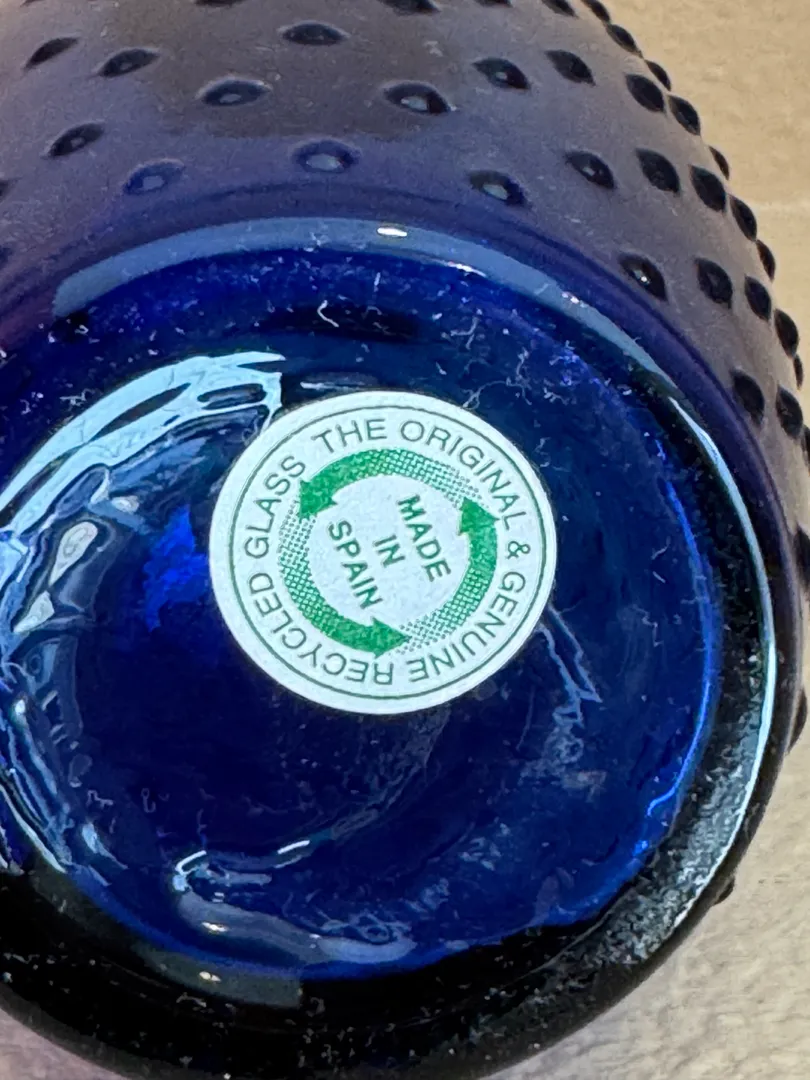 THE ORIGINAL & GENUINE RECYCLED GLASS
MADE
IN
SPAIN